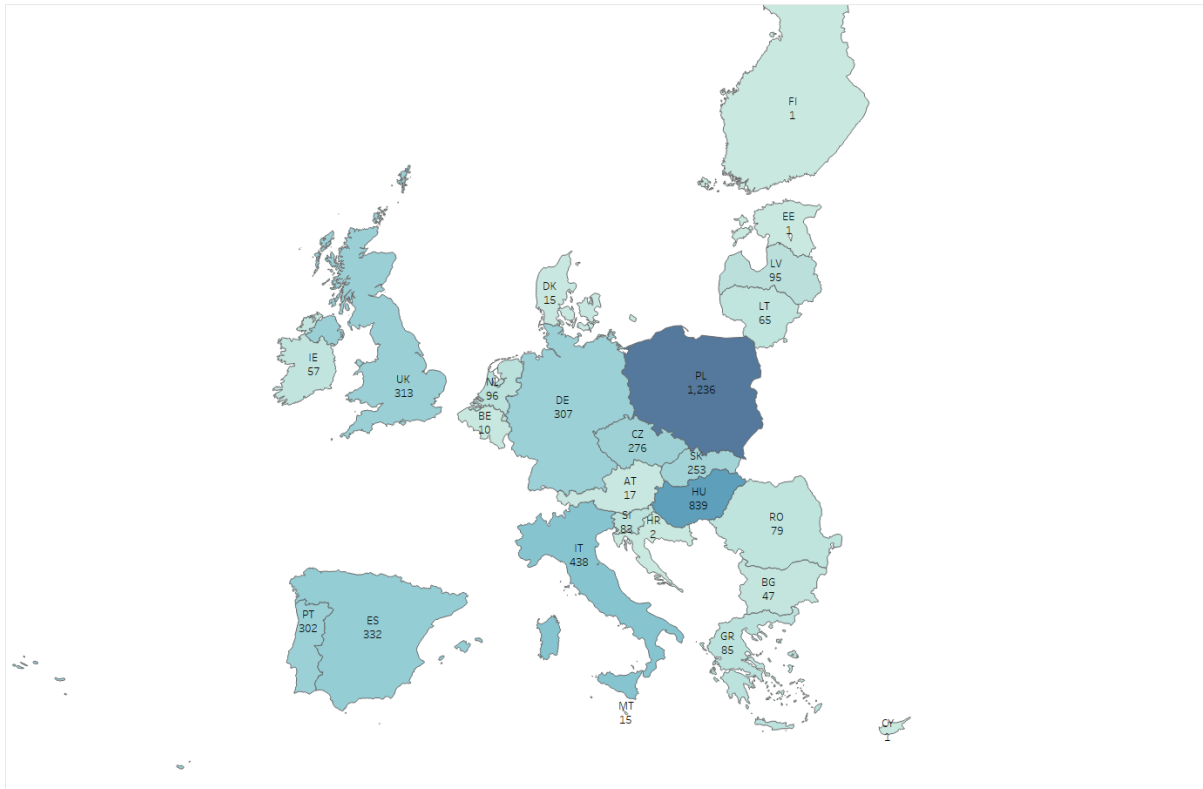 FI
1
EE
1
LV
95
DK
15
LT
65
IE
57
UK
313
NL
96
DE
307
PL
1,236
BE
10
CZ
276
SK
253
AT
17
HU
839
SI
83
HR
2
RO
79
IT
438
BG
47
PT
302
ES
332
GR
85
MT
15
CY
1